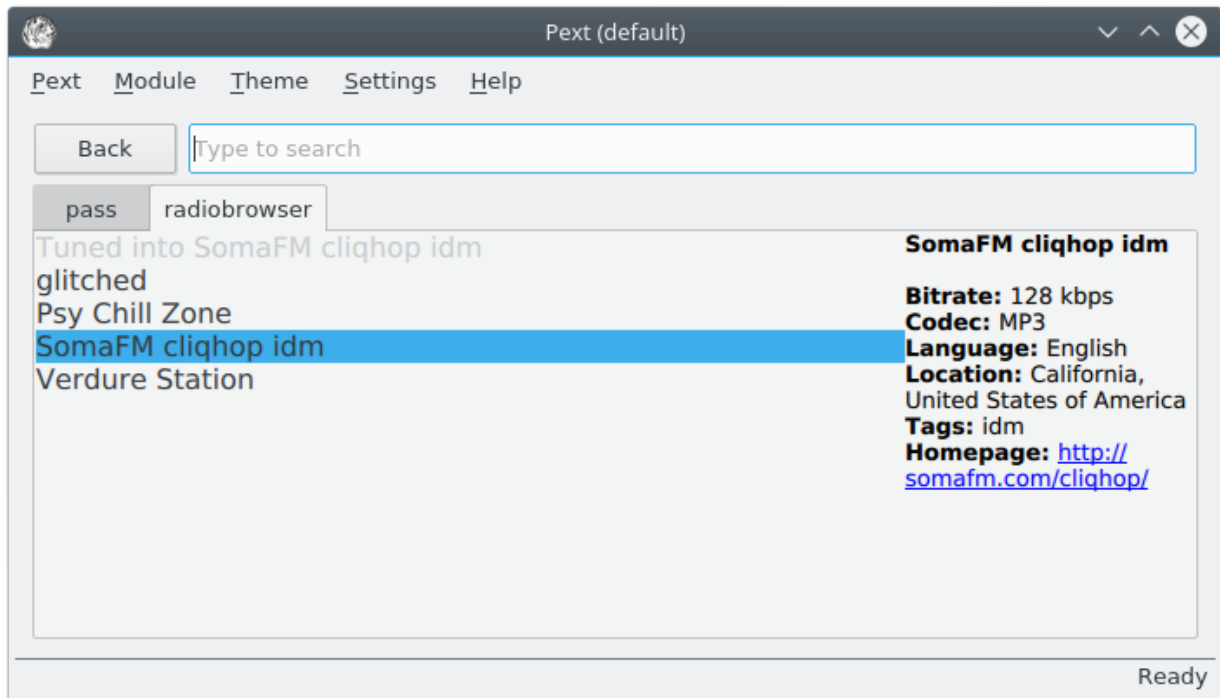 Pext (default)
Pext Module Theme Settings Help
Back Type to search
pass radiobrowser
Tuned into SomaFM cliqhop idm
glitched
Psy Chill Zone
SomaFM cliqhop idm
Verdure Station
SomaFM cliqhop idm
Bitrate: 128 kbps
Codec: MP3
Language: English
Location: California,
United States of America
Tags: idm
Homepage: http://
somafm.com/cliqhop/
Ready